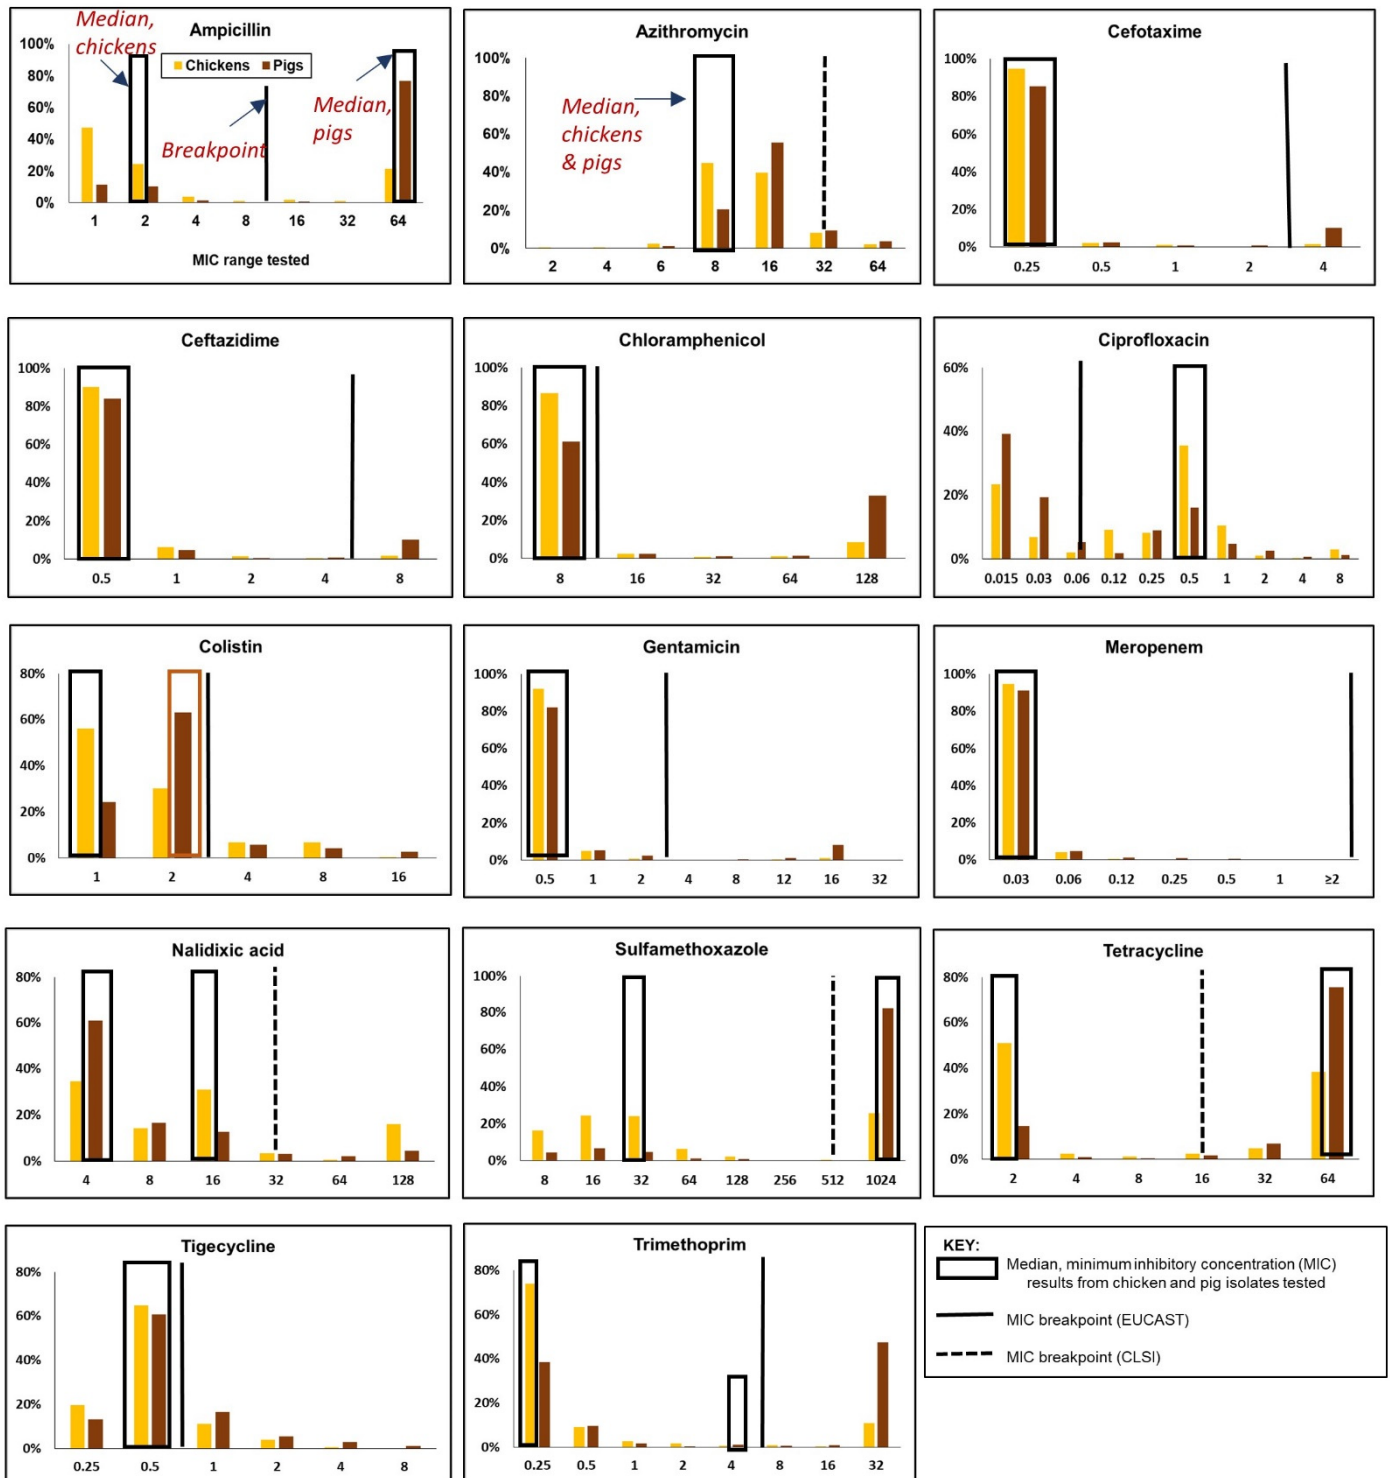 Ampicillin
Median,
chickens
Chickens Pigs
Median,
pigs
Breakpoint
100%
80%
60%
40%
20%
0%
1 2 4 8 16 32 64
MIC range tested
Azithromycin
Median,
chickens
& pigs
100%
80%
60%
40%
20%
0%
2 4 6 8 16 32 64
Cefotaxime
100%
80%
60%
40%
20%
0%
0.25 0.5 1 2 4
Ceftazidime
100%
80%
60%
40%
20%
0%
0.5 1 2 4 8
Chloramphenicol
100%
80%
60%
40%
20%
0%
8 16 32 64 128
Ciprofloxacin
60%
40%
20%
0%
0.015 0.03 0.06 0.12 0.25 0.5 1 2 4 8
Colistin
80%
60%
40%
20%
0%
1 2 4 8 16
Gentamicin
100%
80%
60%
40%
20%
0%
0.5 1 2 4 8 12 16 32
Meropenem
100%
80%
60%
40%
20%
0%
0.03 0.06 0.12 0.25 0.5 1 ≥2
Nalidixic acid
80%
60%
40%
20%
0%
4 8 16 32 64 128
Sulfamethoxazole
100%
80%
60%
40%
20%
0%
8 16 32 64 128 256 512 1024
Tetracycline
80%
60%
40%
20%
0%
2 4 8 16 32 64
Tigecycline
80%
60%
40%
20%
0%
0.25 0.5 1 2 4 8
Trimethoprim
80%
60%
40%
20%
0%
0.25 0.5 1 2 4 8 16 32
KEY:
Median, minimum inhibitory concentration (MIC)
results from chicken and pig isolates tested
MIC breakpoint (EUCAST)
MIC breakpoint (CLSI)